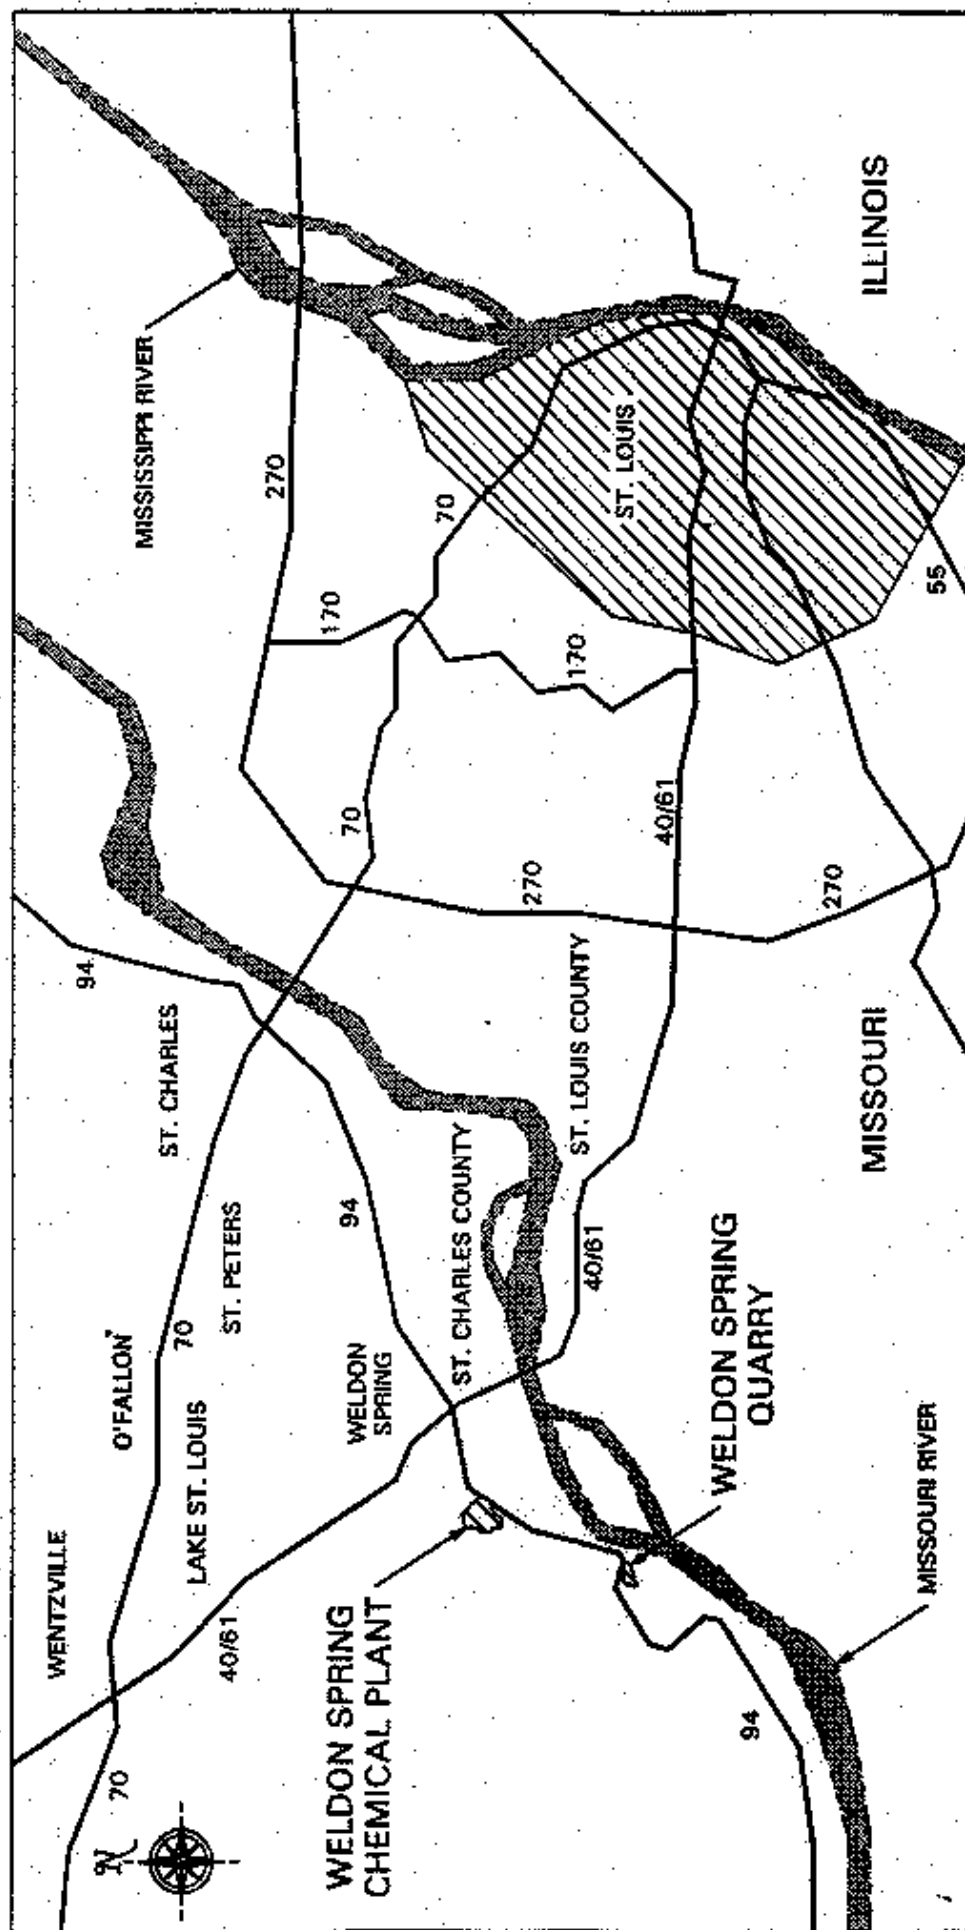 N
70
WENTZVILLE
40/61
LAKE ST. LOUIS
O'FALLON
70
ST. PETERS
ST. CHARLES
94
MISSISSIPPI RIVER
270
170
70
70
170
ST. LOUIS
ILLINOIS
WELDON
SPRING
94
ST. CHARLES COUNTY
ST. LOUIS COUNTY
270
40/61
40/61
270
55
WELDON SPRING
CHEMICAL PLANT
WELDON SPRING
QUARRY
MISSOURI
94
MISSOURI RIVER